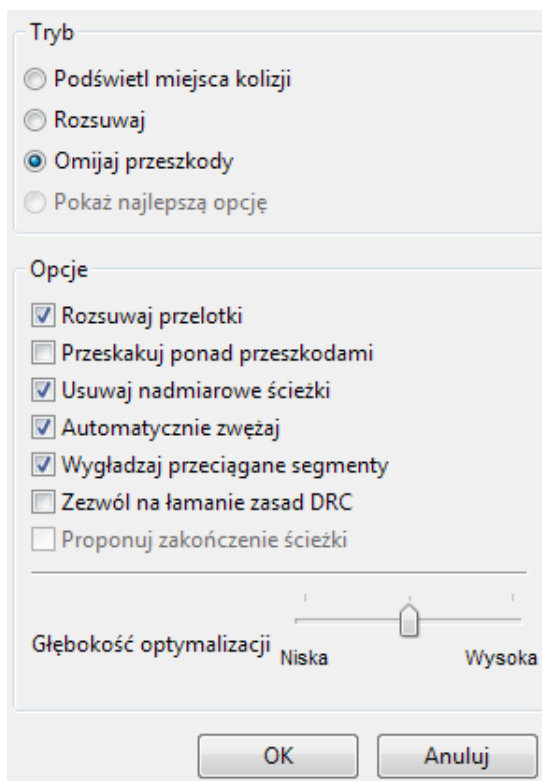 Tryb
Podświetl miejsca kolizji
Rozsuwaj
Omijaj przeszkody
Pokaż najlepszą opcję
Opcje
Rozsuwaj przelotki
Przeskakuj ponad przeszkodami
Usuwaj nadmiarowe ścieżki
Automatycznie zwężaj
Wygładzaj przeciągane segmenty
Zezwól na łamanie zasad DRC
Proponuj zakończenie ścieżki
Głębokość optymalizacji Niska Wysoka
OK Anuluj